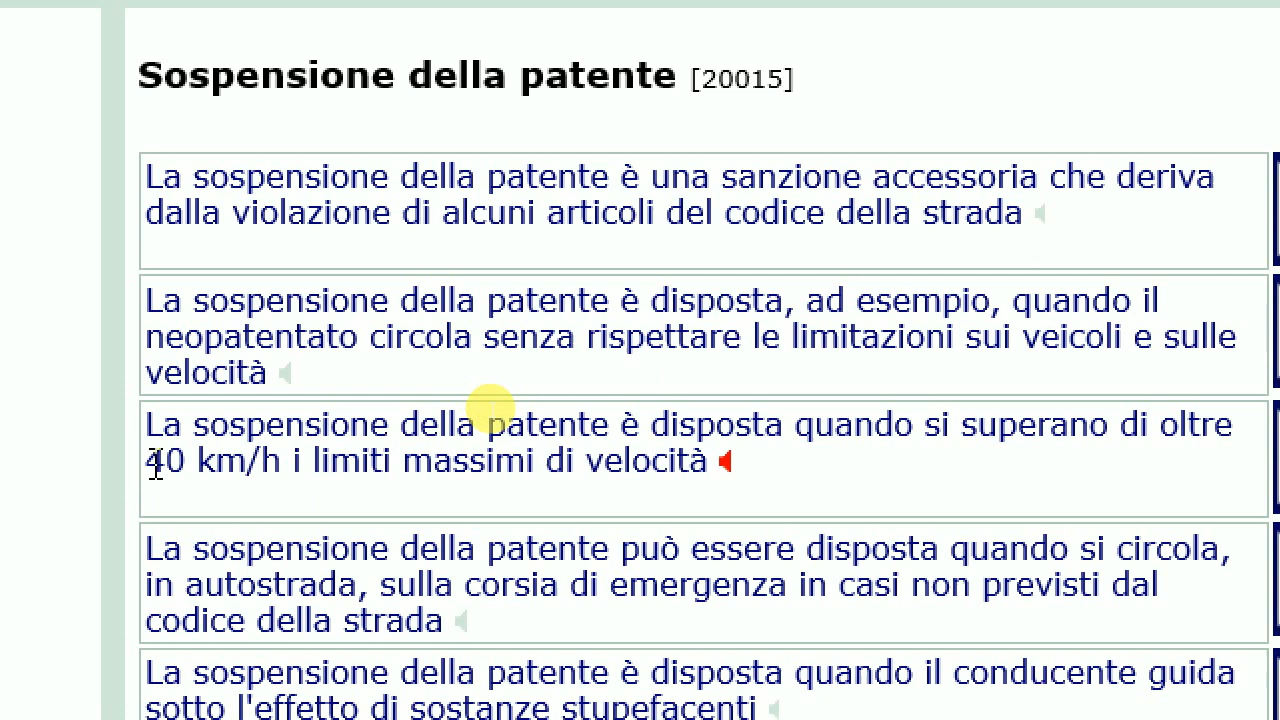 Sospensione della patente [20015]
La sospensione della patente è una sanzione accessoria che deriva
dalla violazione di alcuni articoli del codice della strada
La sospensione della patente è disposta, ad esempio, quando il
neopatentato circola senza rispettare le limitazioni sui veicoli e sulle
velocità
La sospensione della patente è disposta quando si superano di oltre
40 km/h i limiti massimi di velocità
La sospensione della patente può essere disposta quando si circola,
in autostrada, sulla corsia di emergenza in casi non previsti dal
codice della strada
La sospensione della patente è disposta quando il conducente guida
sotto l'effetto di sostanze stupefacenti